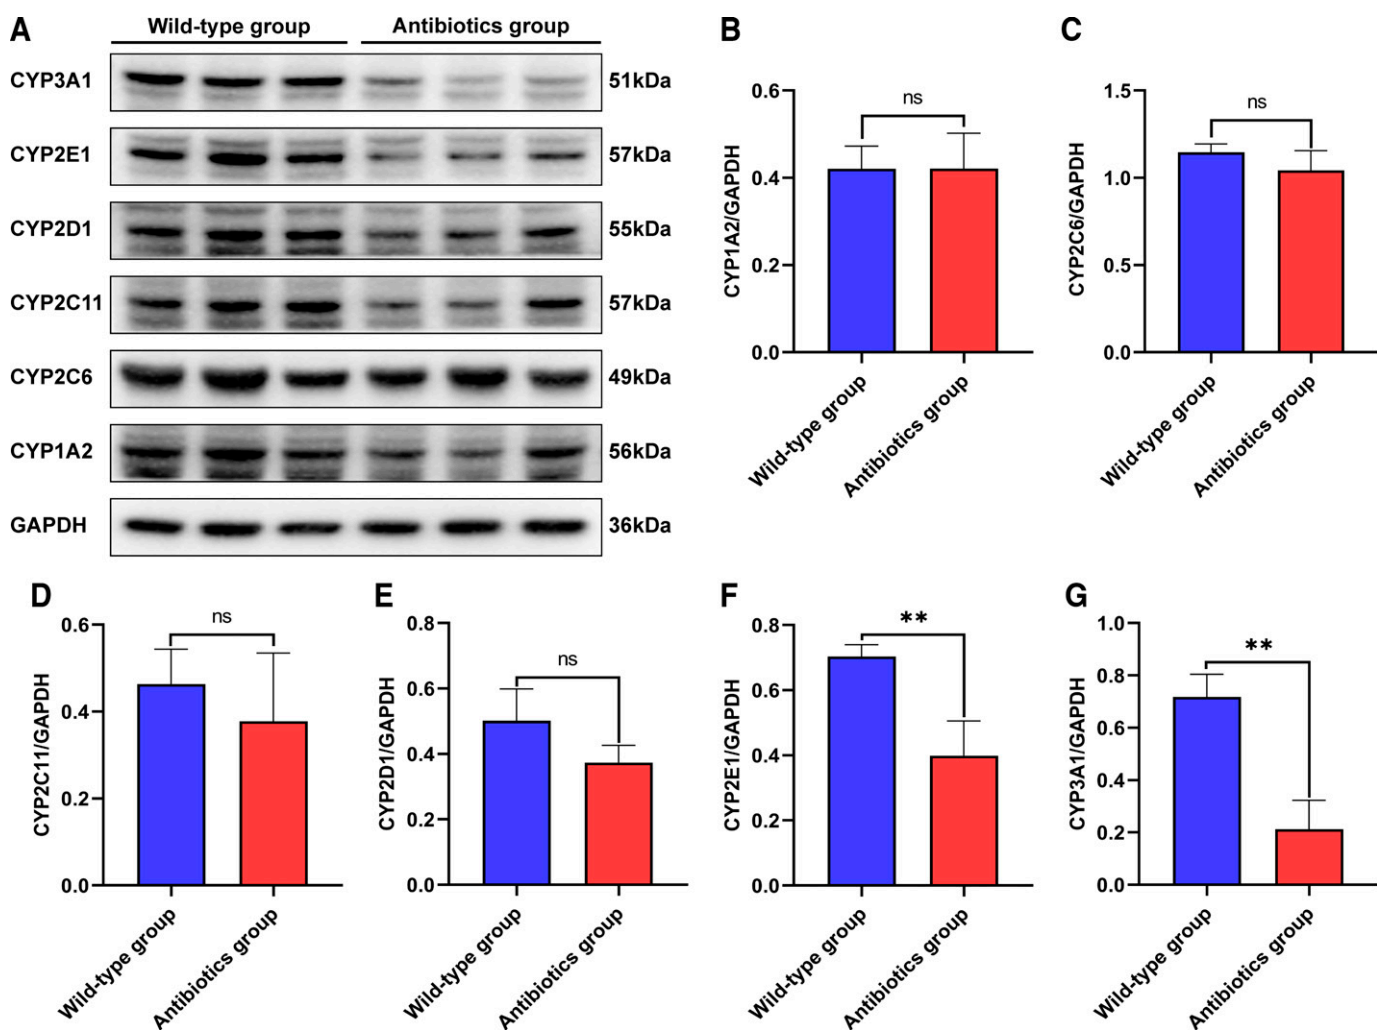 A
Wild-type group
Antibiotics group
CYP3A1
51kDa
CYP2E1
57kDa
CYP2D1
55kDa
CYP2C11
57kDa
CYP2C6
49kDa
CYP1A2
56kDa
GAPDH
36kDa
B
CYP1A2/GAPDH
0.6
0.4
0.2
0.0
ns
Wild-type group
Antibiotics group
C
CYP2C6/GAPDH
1.5
1.0
0.5
0.0
ns
Wild-type group
Antibiotics group
D
CYP2C11/GAPDH
0.6
0.4
0.2
0.0
ns
Wild-type group
Antibiotics group
E
CYP2D1/GAPDH
0.8
0.6
0.4
0.2
0.0
ns
Wild-type group
Antibiotics group
F
CYP2E1/GAPDH
0.8
0.6
0.4
0.2
0.0
**
Wild-type group
Antibiotics group
G
CYP3A1/GAPDH
1.0
0.8
0.6
0.4
0.2
0.0
**
Wild-type group
Antibiotics group